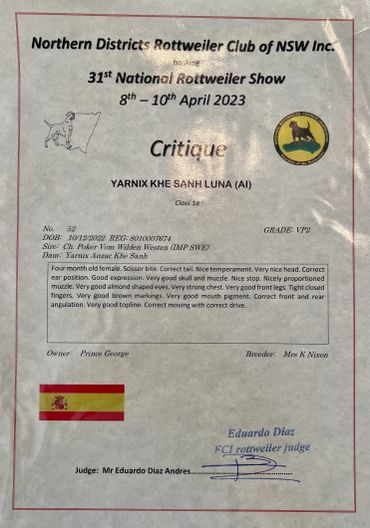 Northern Districts Rottweiler Club of NSW Inc.
hosting
31st National Rottweiler Show
8th – 10th April 2023
Critique
YARNIX KHE SANH LUNA (AI)
Class 1a
No. 52 GRADE: VP2
DOB: 10/12/2022 REG: 8010007674
Sire: Ch. Poker Vom Wilden Westen (IMP SWE)
Dam: Yarnix Anzac Khe Sanh
Four month old female. Scissor bite. Correct tail. Nice temperament. Very nice head. Correct
ear position. Good expression. Very good skull and muzzle. Nice stop. Nicely proportioned
muzzle. Very good almond shaped eyes. Very strong chest. Very good front legs. Tight closed
fingers. Very good brown markings. Very good mouth pigment. Correct front and rear
angulation. Very good topline. Correct moving with correct drive.
Owner: Prince George Breeder: Mrs K Nixon
Eduardo Diaz
FCI rottweiler judge
Judge: Mr Eduardo Diaz Andres